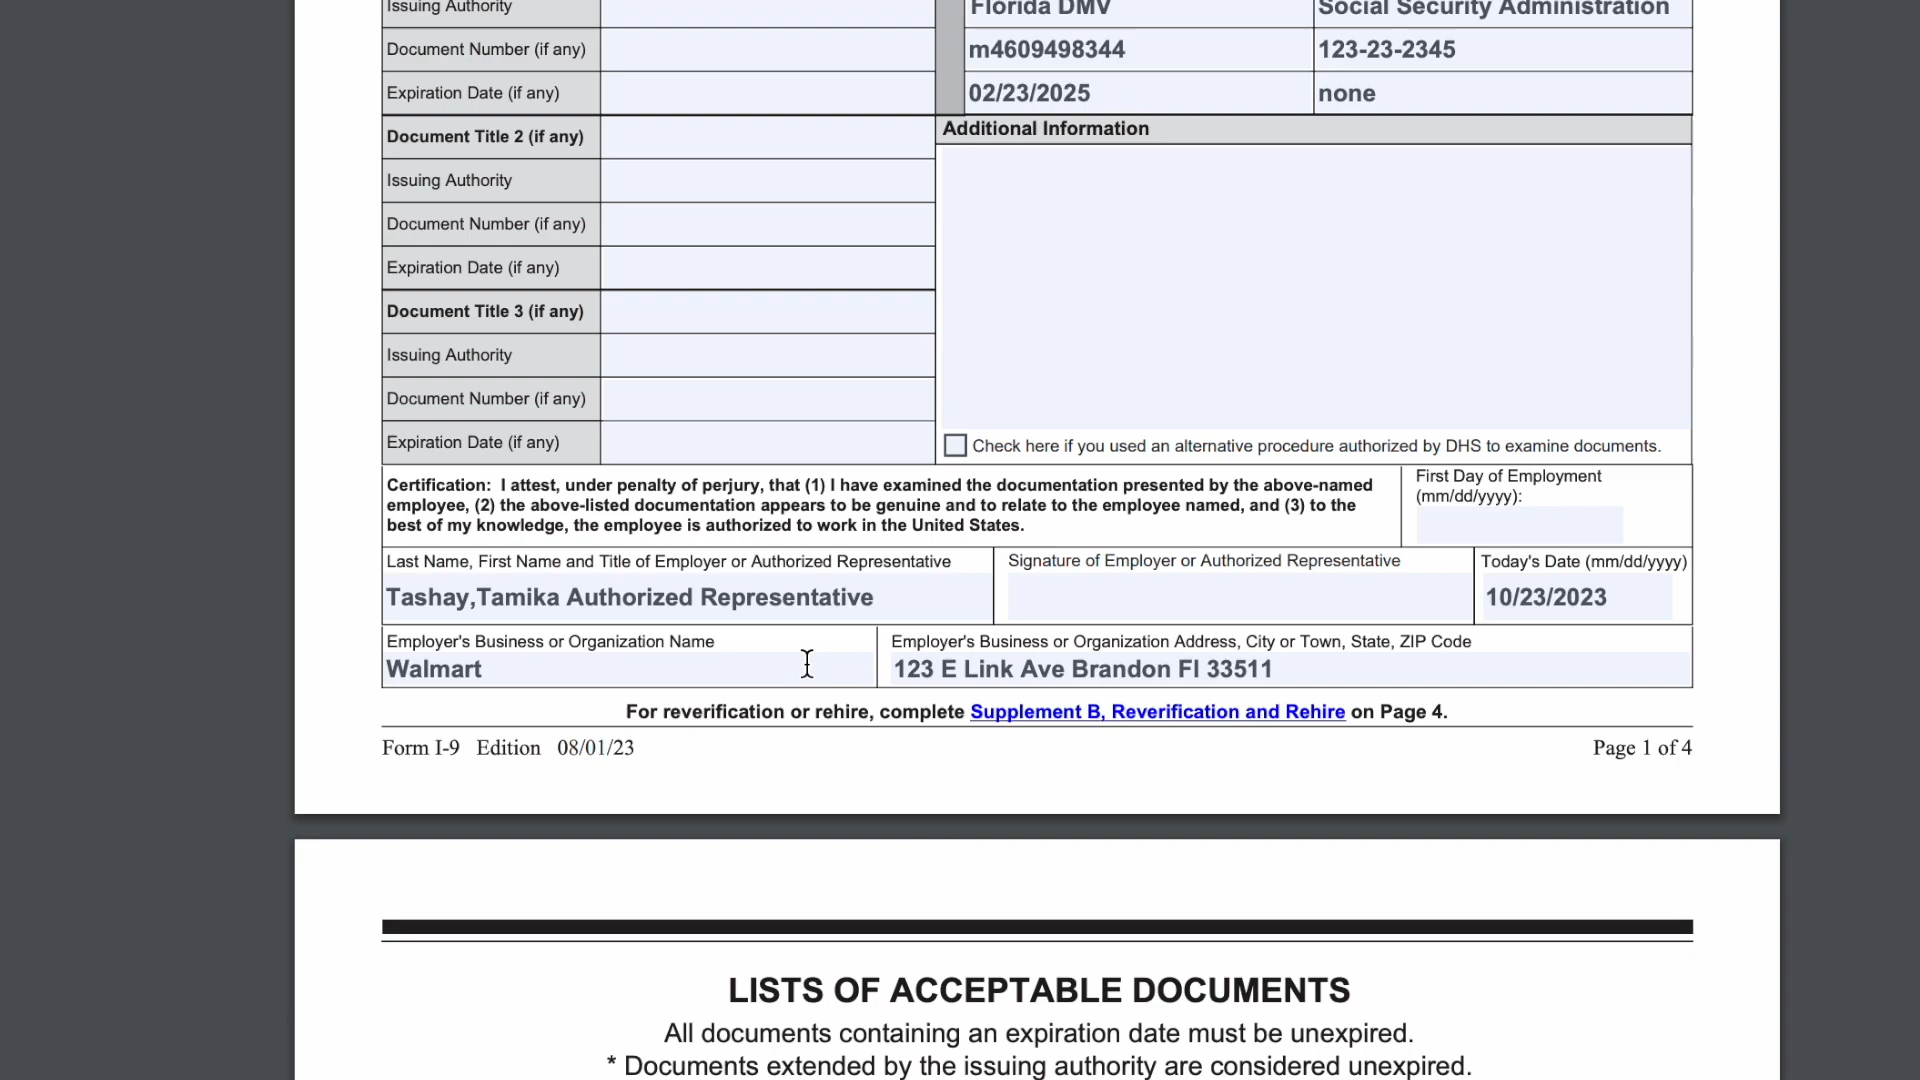 Issuing Authority
Florida DMV
Social Security Administration
Document Number (if any)
m4609498344
123-23-2345
Expiration Date (if any)
02/23/2025
none
Document Title 2 (if any)
Additional Information
Issuing Authority
Document Number (if any)
Expiration Date (if any)
Document Title 3 (if any)
Issuing Authority
Document Number (if any)
Expiration Date (if any)
Check here if you used an alternative procedure authorized by DHS to examine documents.
Certification: I attest, under penalty of perjury, that (1) I have examined the documentation presented by the above-named
employee, (2) the above-listed documentation appears to be genuine and to relate to the employee named, and (3) to the
best of my knowledge, the employee is authorized to work in the United States.
First Day of Employment
(mm/dd/yyyy):
Last Name, First Name and Title of Employer or Authorized Representative
Signature of Employer or Authorized Representative
Today's Date (mm/dd/yyyy)
Tashay,Tamika Authorized Representative
10/23/2023
Employer's Business or Organization Name
Employer's Business or Organization Address, City or Town, State, ZIP Code
Walmart
123 E Link Ave Brandon Fl 33511
For reverification or rehire, complete Supplement B, Reverification and Rehire on Page 4.
Form I-9 Edition 08/01/23
Page 1 of 4
LISTS OF ACCEPTABLE DOCUMENTS
All documents containing an expiration date must be unexpired.
* Documents extended by the issuing authority are considered unexpired.